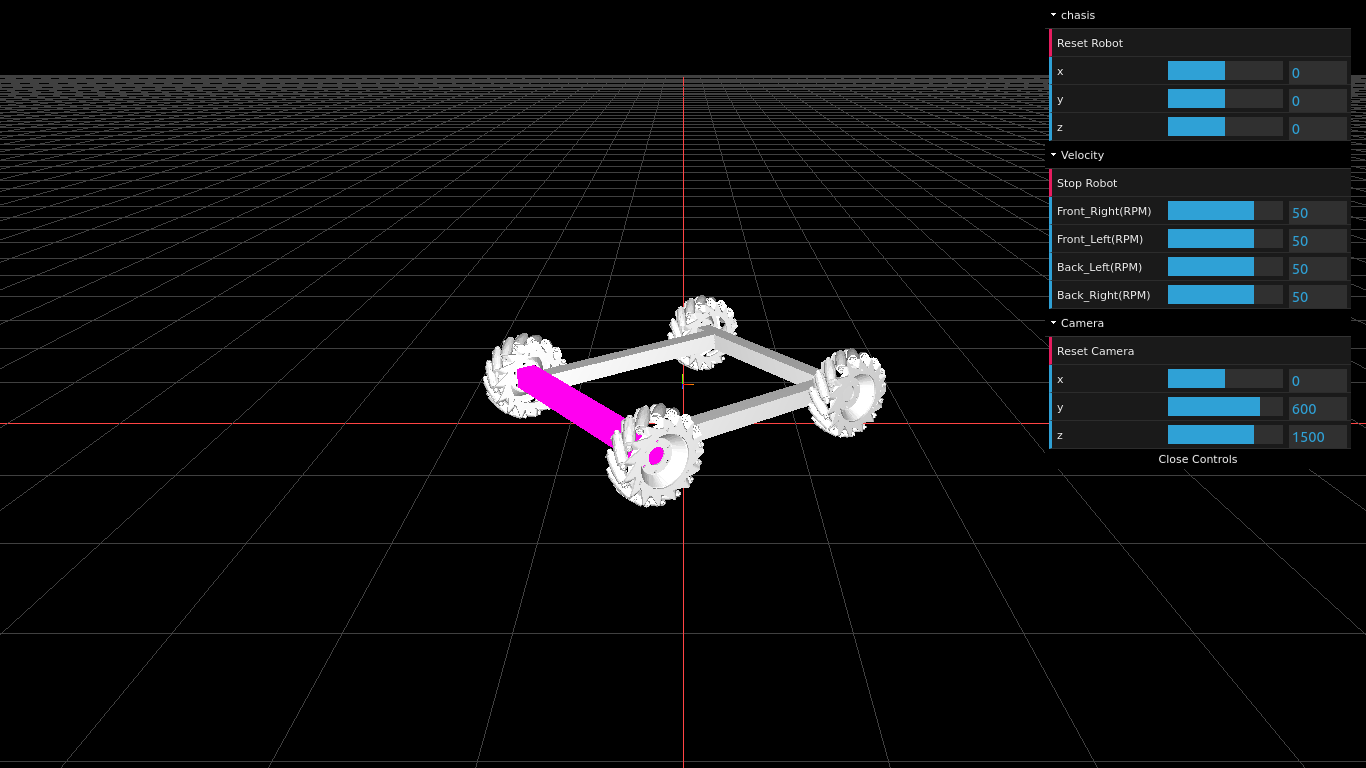 chasis
Reset Robot
x 0
y 0
z 0
Velocity
Stop Robot
Front_Right(RPM) 50
Front_Left(RPM) 50
Back_Left(RPM) 50
Back_Right(RPM) 50
Camera
Reset Camera
x 0
y 600
z 1500
Close Controls